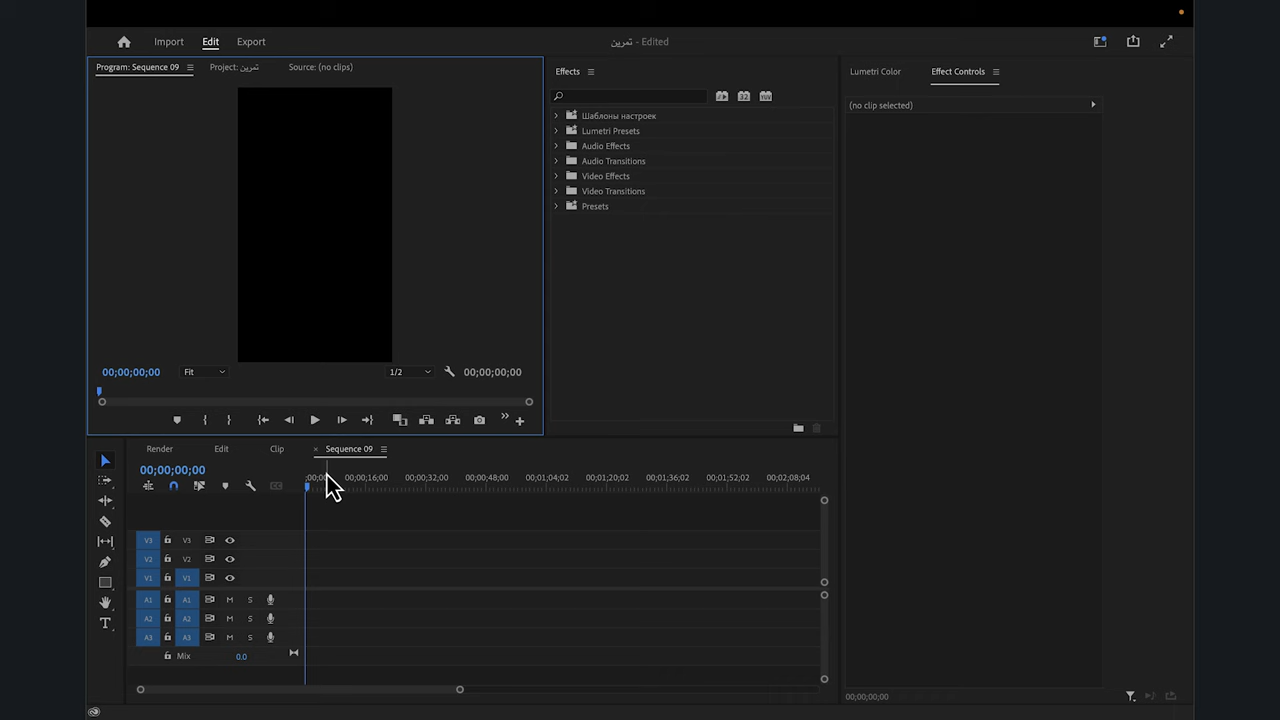 Import Edit Export تمرين - Edited
Program: Sequence 09 Project: تمرين Source: (no clips)
Effects
Lumetri Color Effect Controls
(no clip selected)
Шаблоны настроек
Lumetri Presets
Audio Effects
Audio Transitions
Video Effects
Video Transitions
Presets
00;00;00;00 Fit 1/2 00;00;00;00
Render Edit Clip × Sequence 09
00;00;00;00
00;00;16;00 00;00;32;00 00;00;48;00 00;01;04;02 00;01;20;02 00;01;36;02 00;01;52;02 00;02;08;04
V3 V3
V2 V2
V1 V1
A1 A1 M S
A2 A2 M S
A3 A3 M S
Mix 0.0
00;00;00;00